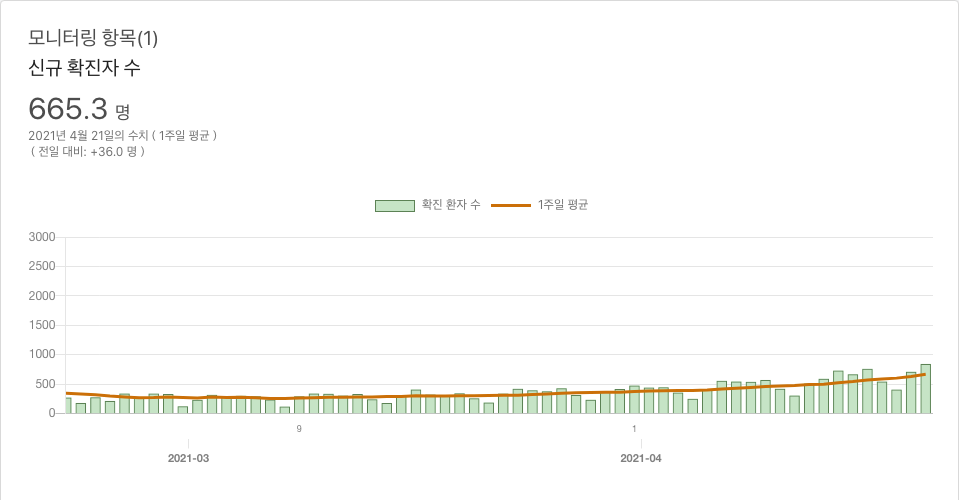 모니터링 항목(1)
신규 확진자 수
665.3 명
2021년 4월 21일의 수치 ( 1주일 평균 )
( 전일 대비: +36.0 명 )
확진 환자 수 1주일 평균
3000
2500
2000
1500
1000
500
0
9 1
2021-03 2021-04